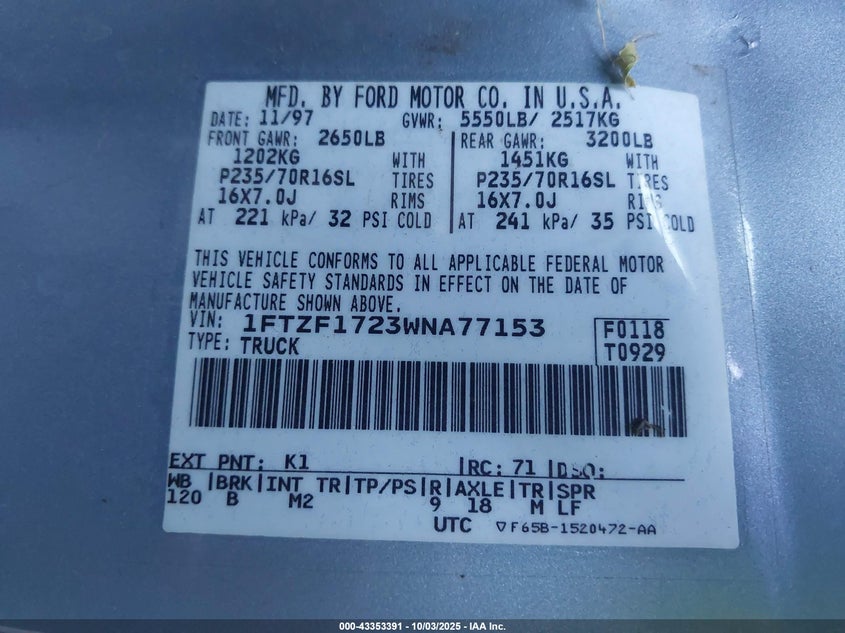 MFD. BY FORD MOTOR CO. IN U.S.A.
DATE: 11/97 GVWR: 5550LB/ 2517KG
FRONT GAWR: 2650LB REAR GAWR: 3200LB
1202KG WITH 1451KG WITH
P235/70R16SL TIRES P235/70R16SL TIRES
16X7.0J RIMS 16X7.0J
AT 221 kPa/ 32 PSI COLD AT 241 kPa/ 35 PSI COLD
THIS VEHICLE CONFORMS TO ALL APPLICABLE FEDERAL MOTOR
VEHICLE SAFETY STANDARDS IN EFFECT ON THE DATE OF
MANUFACTURE SHOWN ABOVE.
VIN: 1FTZF1723WNA77153 F0118
TYPE: TRUCK T0929
EXT PNT: K1 RC: 71 DSO:
WB BRK INT TR TP/PS R AXLE TR SPR
120 B M2 9 18 M LF
UTC ▽F65B-1520472-AA
000-43353391 - 10/03/2025 - IAA Inc.